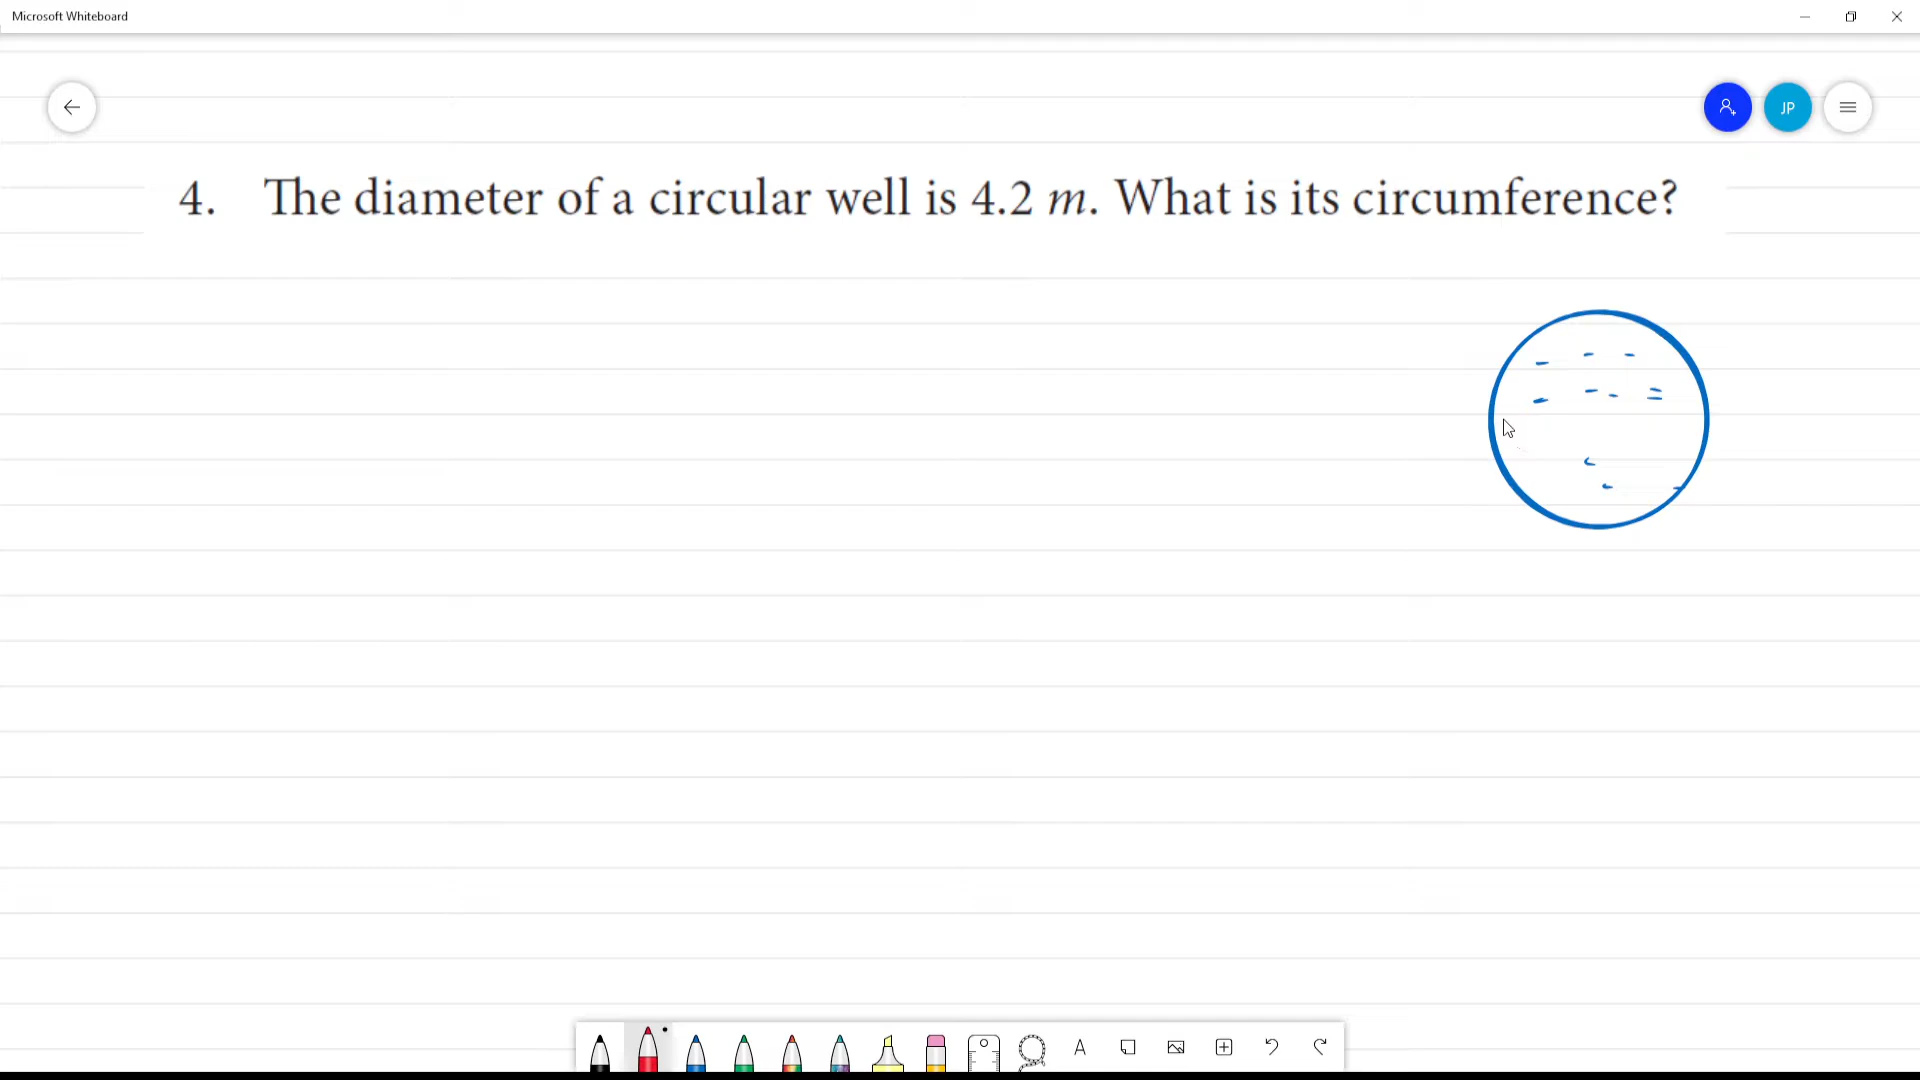 Microsoft Whiteboard
JP
4. The diameter of a circular well is 4.2 m. What is its circumference?
A